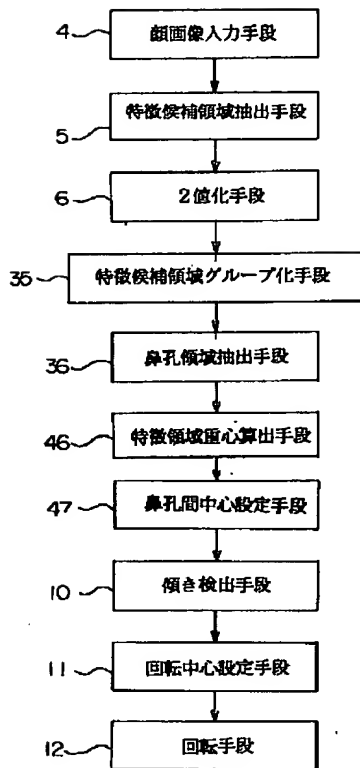 4 顔画像入力手段
5 特徴候補領域抽出手段
6 2値化手段
35 特徴候補領域グループ化手段
36 鼻孔領域抽出手段
46 特徴領域重心算出手段
47 鼻孔間中心設定手段
10 傾き検出手段
11 回転中心設定手段
12 回転手段